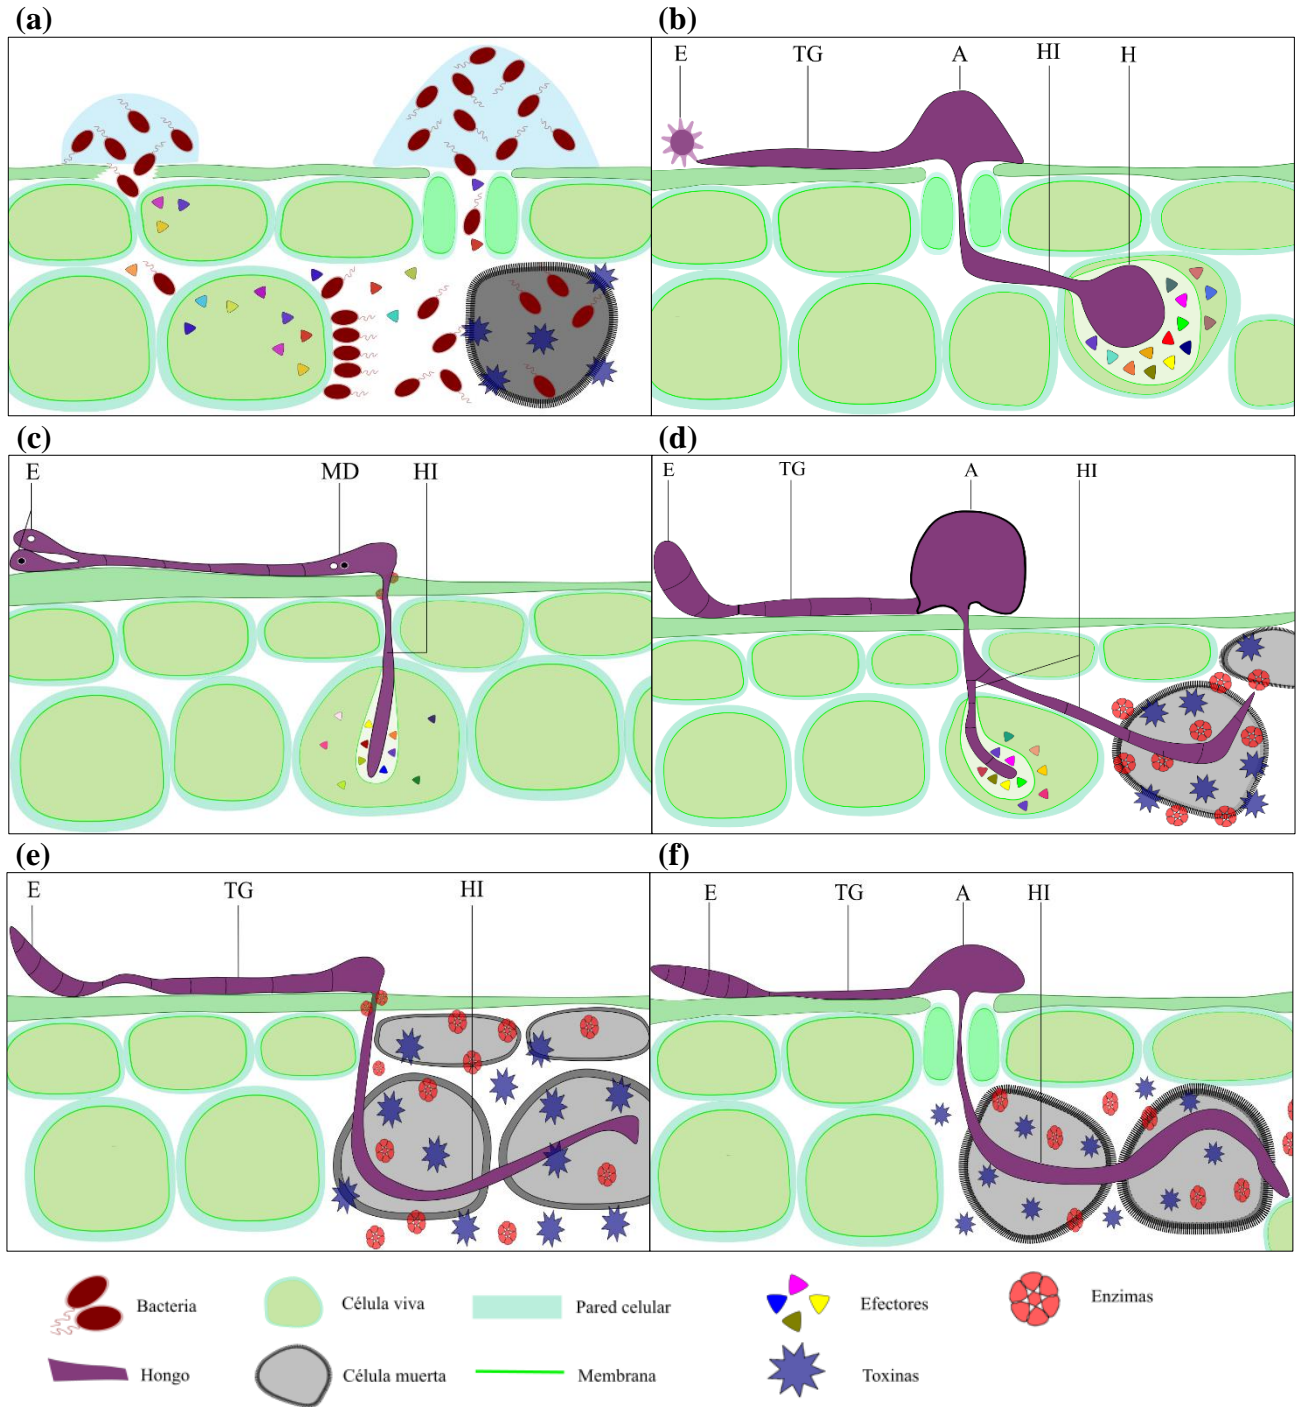 (a)
(b)
E TG A HI H
(c)
E MD HI
(d)
E TG A HI
(e)
E TG HI
(f)
E TG A HI
Bacteria Célula viva Pared celular Efectores Enzimas
Hongo Célula muerta Membrana Toxinas